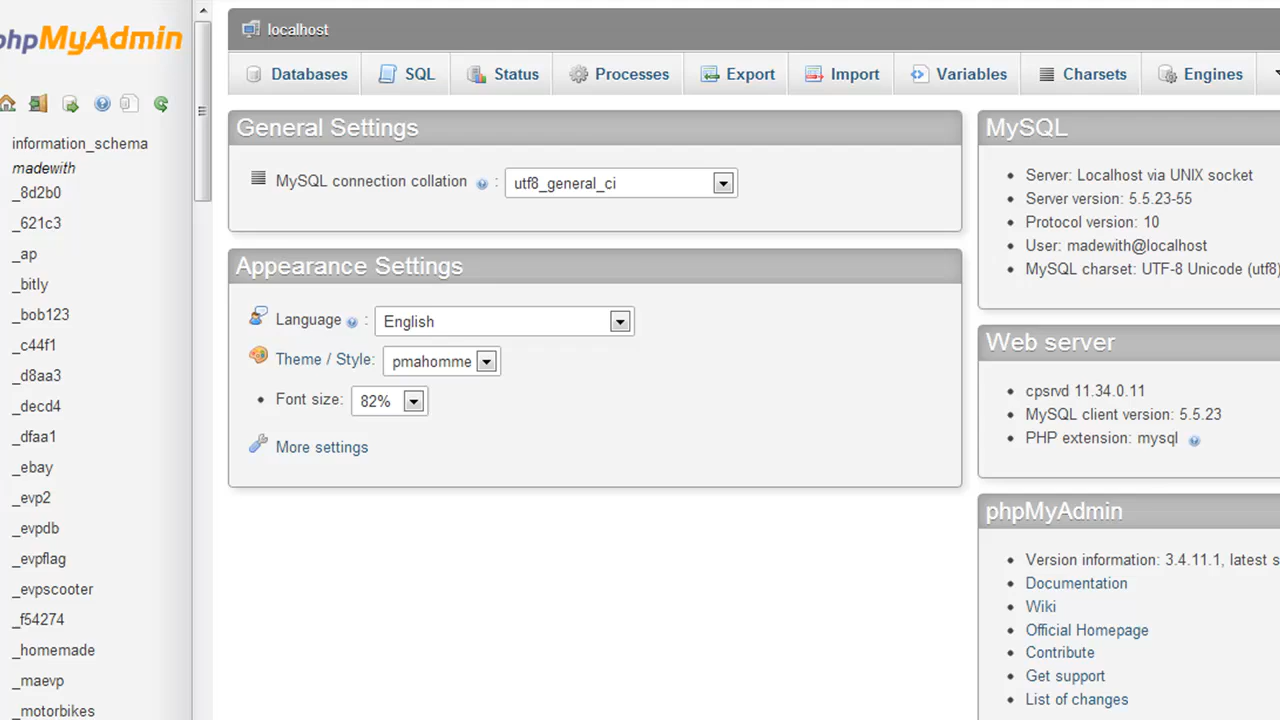 phpMyAdmin
information_schema
madewith
_8d2b0
_621c3
_ap
_bitly
_bob123
_c44f1
_d8aa3
_decd4
_dfaa1
_ebay
_evp2
_evpdb
_evpflag
_evpscooter
_f54274
_homemade
_maevp
_motorbikes
localhost
Databases SQL Status Processes Export Import Variables Charsets Engines
General Settings
MySQL connection collation : utf8_general_ci
Appearance Settings
Language : English
Theme / Style: pmahomme
Font size: 82%
More settings
MySQL
Server: Localhost via UNIX socket
Server version: 5.5.23-55
Protocol version: 10
User: madewith@localhost
MySQL charset: UTF-8 Unicode (utf8)
Web server
cpsrvd 11.34.0.11
MySQL client version: 5.5.23
PHP extension: mysql
phpMyAdmin
Version information: 3.4.11.1, latest s
Documentation
Wiki
Official Homepage
Contribute
Get support
List of changes